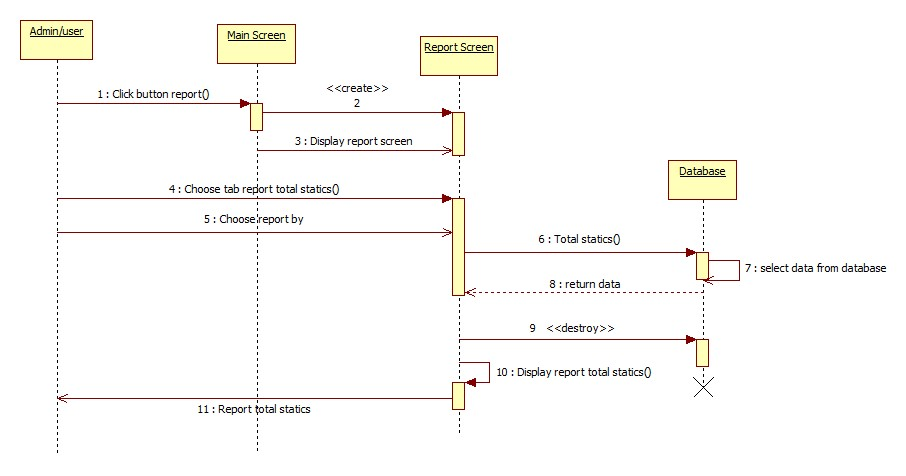 Admin/user
Main Screen
Report Screen
1 : Click button report()
<<create>>
2
3 : Display report screen
Database
4 : Choose tab report total statics()
5 : Choose report by
6 : Total statics()
7 : select data from database
8 : return data
9 <<destroy>>
10 : Display report total statics()
11 : Report total statics